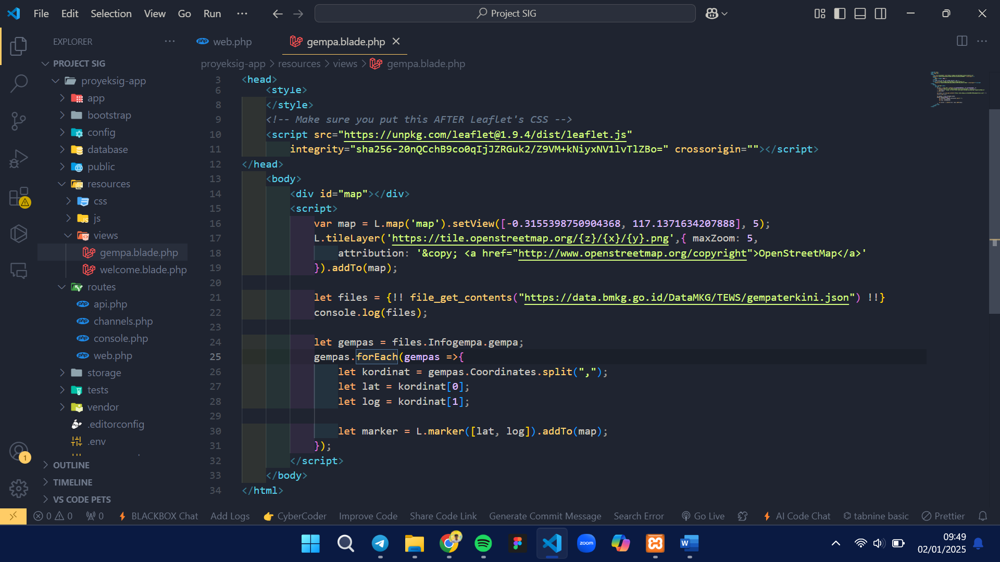 File Edit Selection View Go Run ··· Project SIG
EXPLORER ···
PROJECT SIG
proyeksig-app
app
bootstrap
config
database
public
resources
css
js
views
gempa.blade.php
welcome.blade.php
routes
api.php
channels.php
console.php
web.php
storage
tests
vendor
.editorconfig
.env
OUTLINE
TIMELINE
VS CODE PETS
web.php gempa.blade.php
proyeksig-app > resources > views > gempa.blade.php
3 <head>
6 <style>
8 </style>
9 <!-- Make sure you put this AFTER Leaflet's CSS -->
10 <script src="https://unpkg.com/leaflet@1.9.4/dist/leaflet.js"
11 integrity="sha256-20nQCchB9co0qIjJZRGuk2/Z9VM+kNiyxNV1lvTlZBo=" crossorigin=""></script>
12 </head>
13 <body>
14 <div id="map"></div>
15 <script>
16 var map = L.map('map').setView([-0.3155398750904368, 117.1371634207888], 5);
17 L.tileLayer('https://tile.openstreetmap.org/{z}/{x}/{y}.png',{ maxZoom: 5,
18 attribution: '&copy; <a href="http://www.openstreetmap.org/copyright">OpenStreetMap</a>'
19 }).addTo(map);
20
21 let files = {!! file_get_contents("https://data.bmkg.go.id/DataMKG/TEWS/gempaterkini.json") !!}
22 console.log(files);
23
24 let gempas = files.Infogempa.gempa;
25 gempas.forEach(gempas =>{
26 let kordinat = gempas.Coordinates.split(",");
27 let lat = kordinat[0];
28 let log = kordinat[1];
29
30 let marker = L.marker([lat, log]).addTo(map);
31 });
32 </script>
33 </body>
34 </html>
0 0 0 BLACKBOX Chat Add Logs CyberCoder Improve Code Share Code Link Generate Commit Message Search Error Go Live AI Code Chat tabnine basic Prettier
1
zoom
W
09:49
02/01/2025